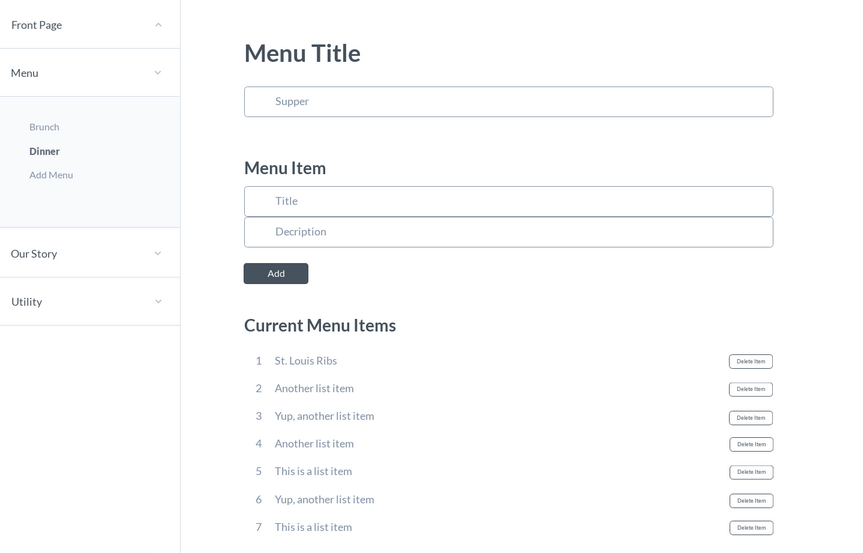 Front Page
Menu
Brunch
Dinner
Add Menu
Our Story
Utility
Menu Title
Supper
Menu Item
Title
Decription
Add
Current Menu Items
1 St. Louis Ribs Delete Item
2 Another list item Delete Item
3 Yup, another list item Delete Item
4 Another list item Delete Item
5 This is a list item Delete Item
6 Yup, another list item Delete Item
7 This is a list item Delete Item